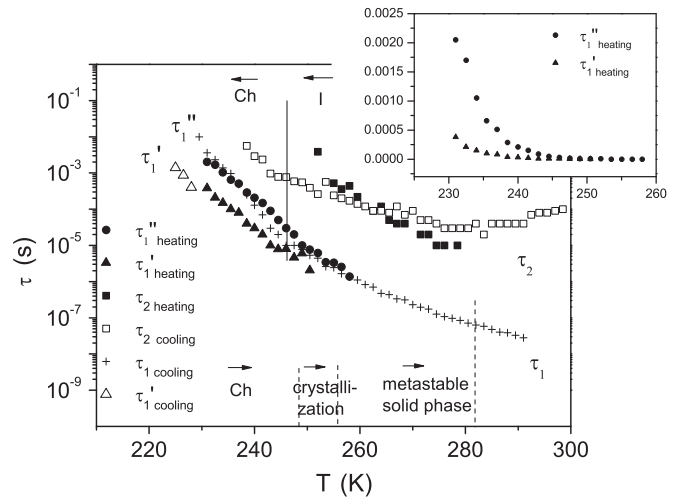 0.0025
0.0020
0.0015
0.0010
0.0005
0.0000
230 240 250 260
τ₁'' heating
τ₁' heating
10⁻¹
10⁻³
10⁻⁵
10⁻⁷
10⁻⁹
τ (s)
Ch
I
τ₁''
τ₁'
τ₁'' heating
τ₁' heating
τ₂ heating
τ₂ cooling
τ₁ cooling
τ₁' cooling
τ₂
τ₁
Ch
crystalli-
zation
metastable
solid phase
220 240 260 280 300
T (K)